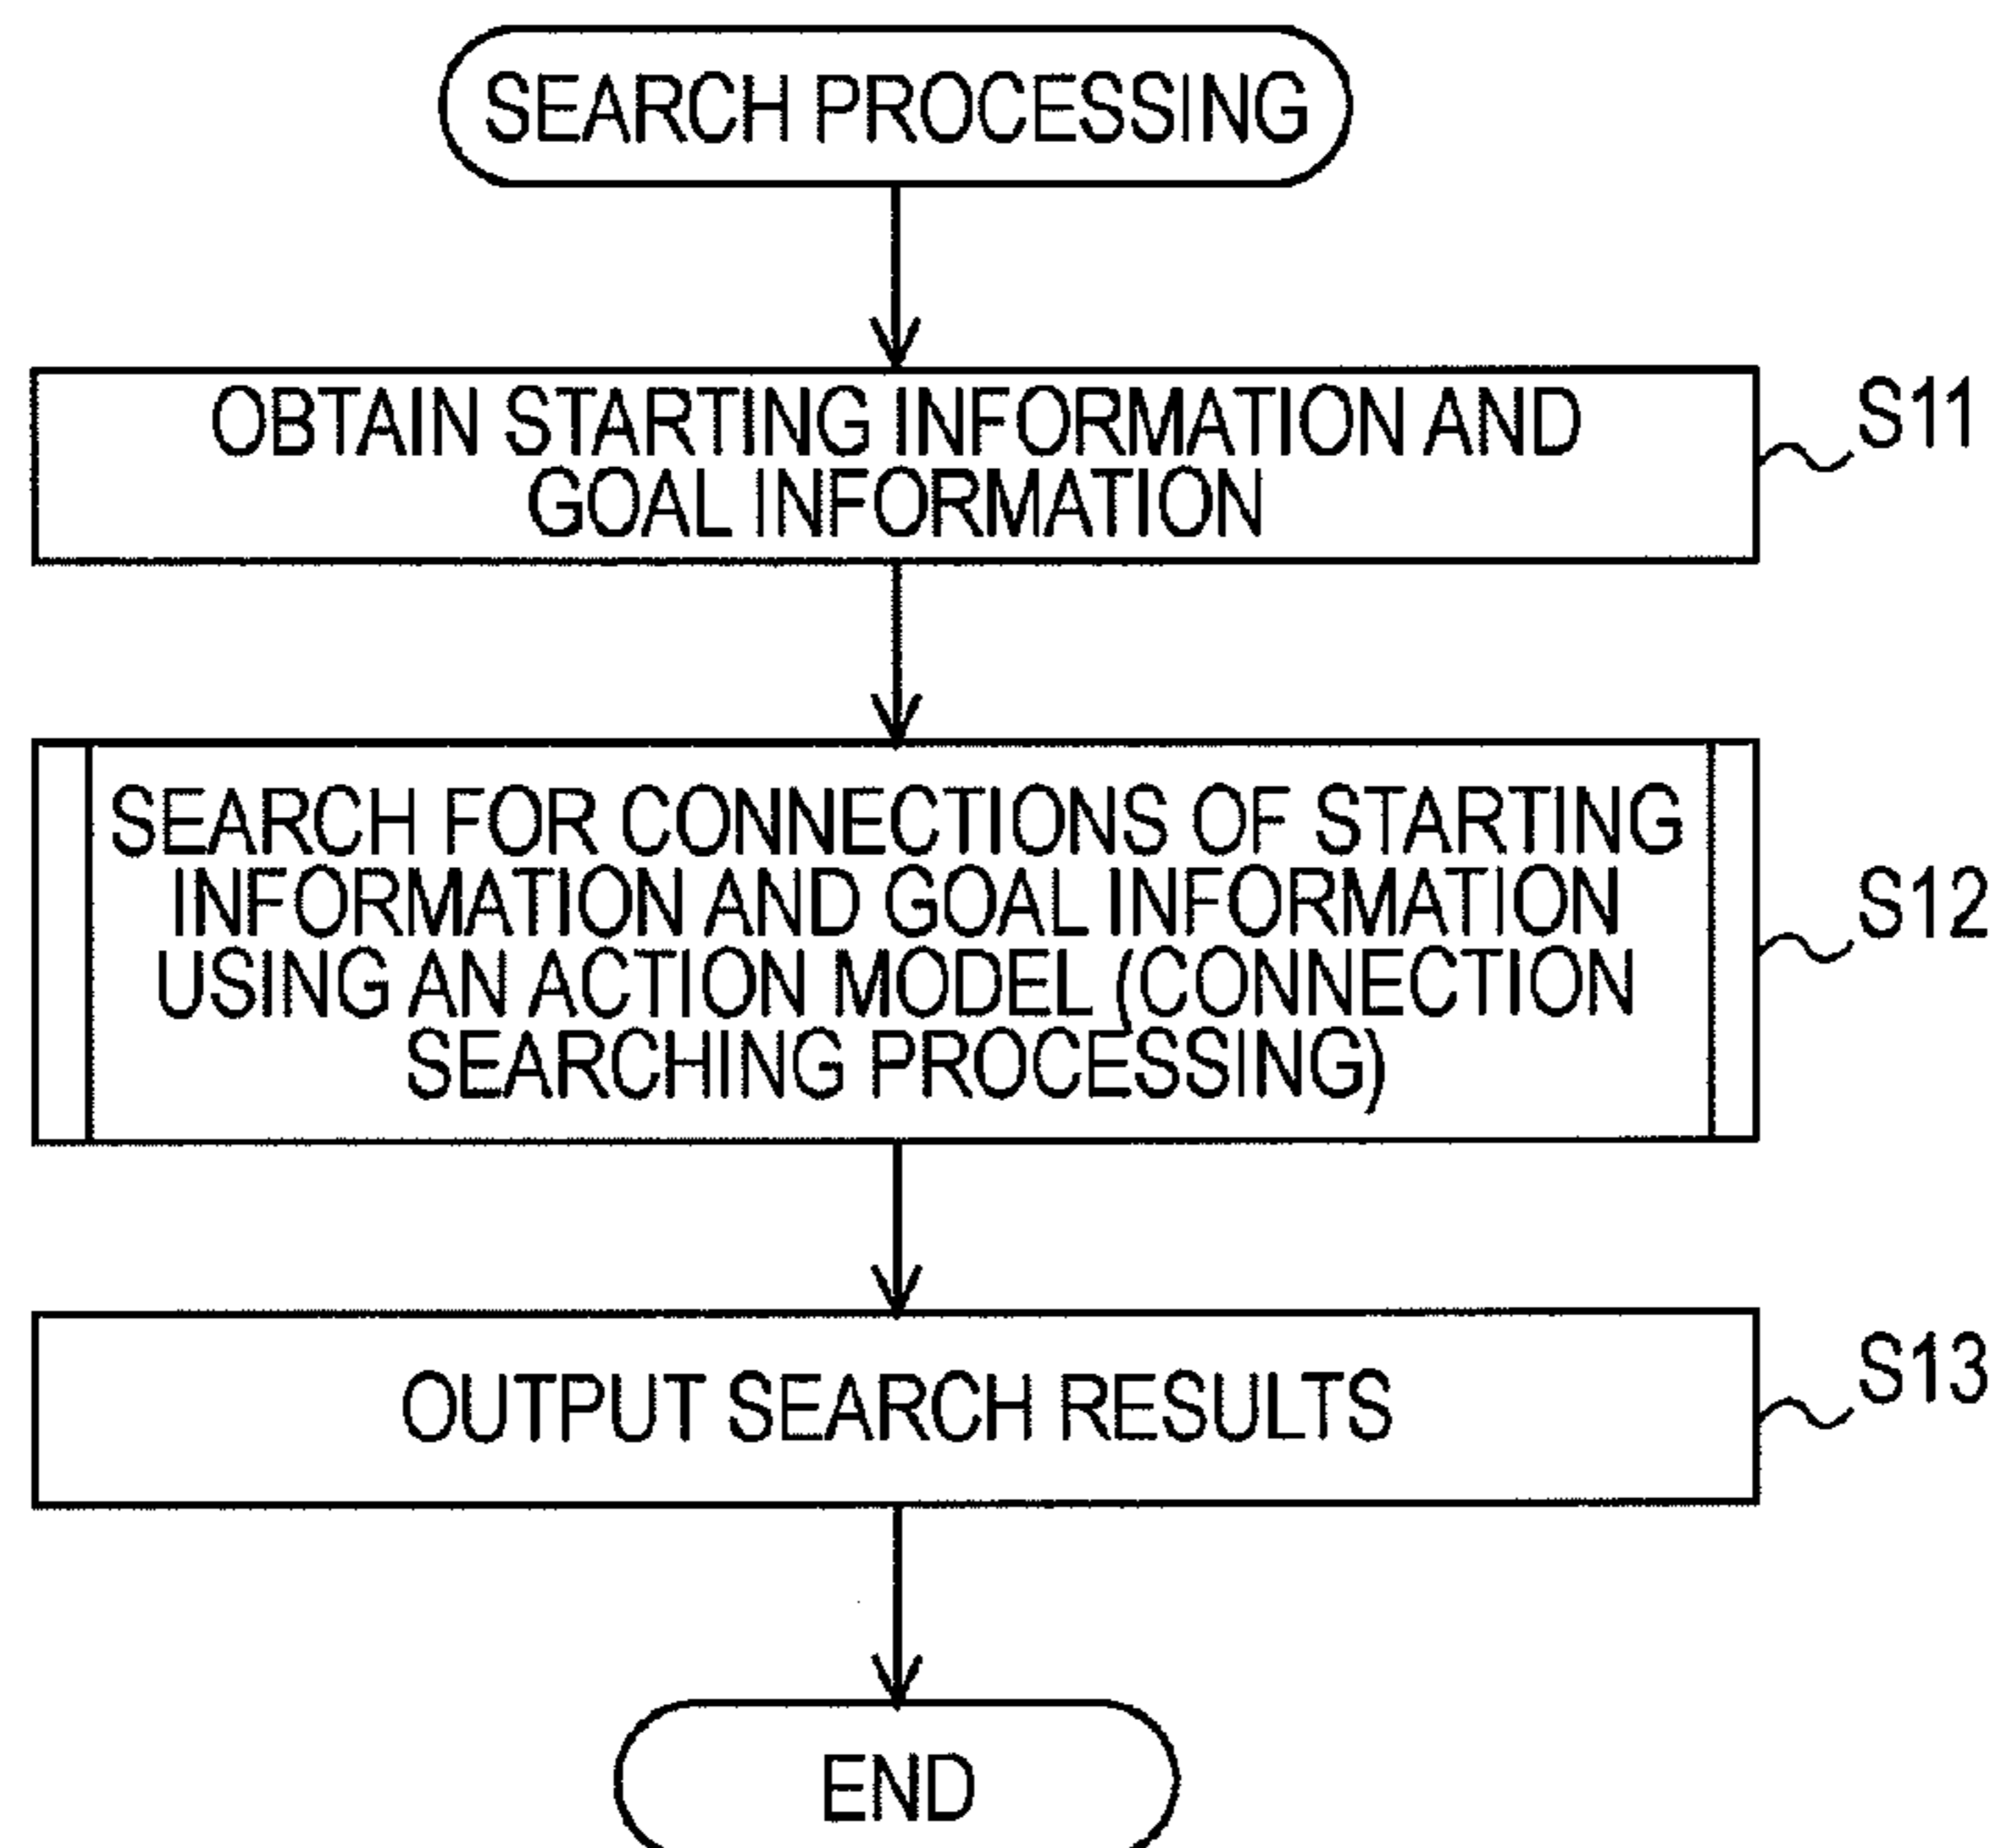 SEARCH PROCESSING
OBTAIN STARTING INFORMATION AND
GOAL INFORMATION
S11
SEARCH FOR CONNECTIONS OF STARTING
INFORMATION AND GOAL INFORMATION
USING AN ACTION MODEL (CONNECTION
SEARCHING PROCESSING)
S12
OUTPUT SEARCH RESULTS
S13
END